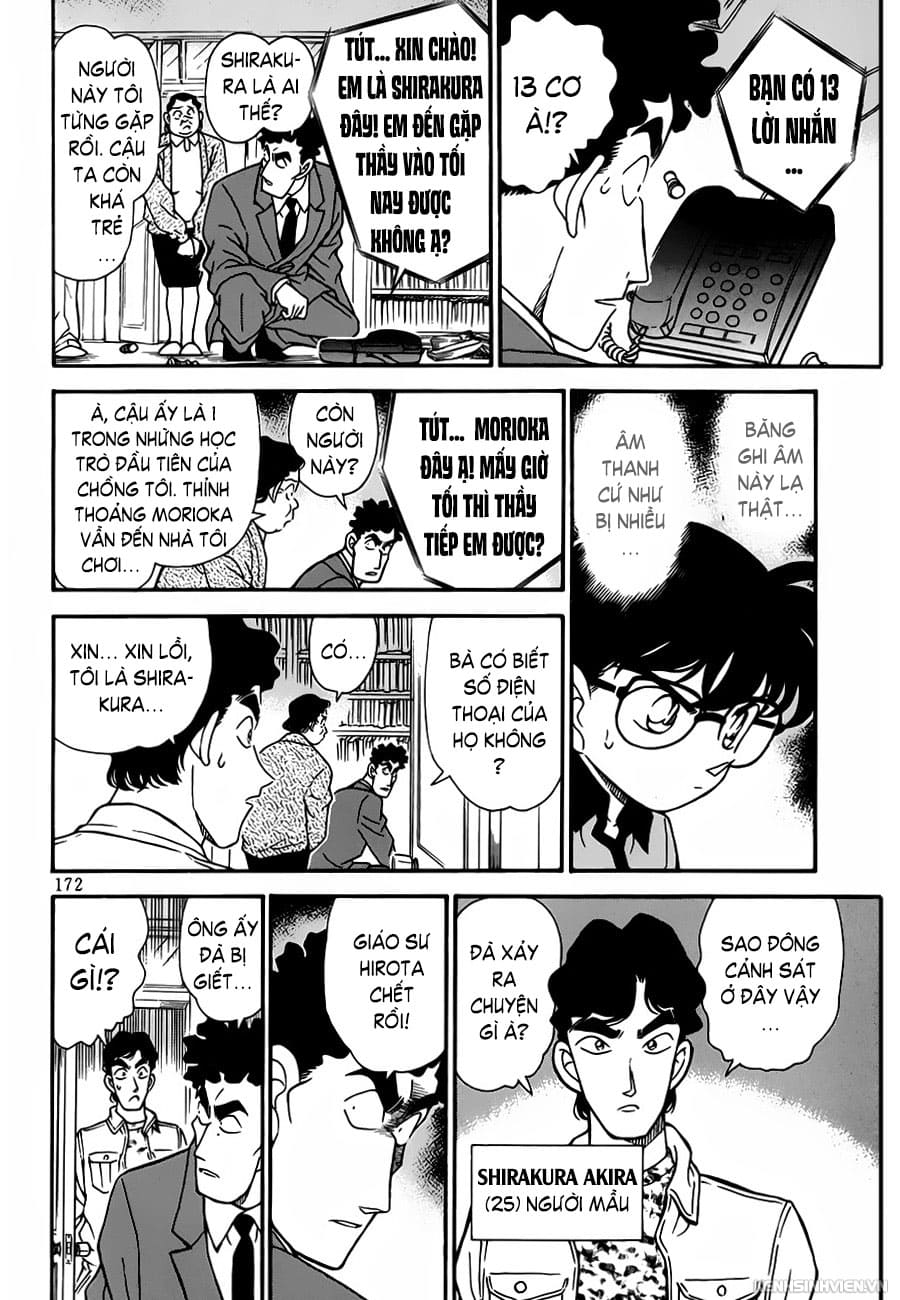 BẠN CÓ 13
LỜI NHẮN
...
13 CƠ
À!?
TÚT... XIN CHÀO!
EM LÀ SHIRAKURA
ĐÂY! EM ĐẾN GẶP
THẦY VÀO TỐI
NAY ĐƯỢC
KHÔNG Ạ?
SHIRAKU-
RA LÀ AI
THẾ?
NGƯỜI
NÀY TÔI
TỪNG GẶP
RỒI. CẬU
TA CÒN
KHÁ
TRẺ
...
BĂNG
GHI ÂM
NÀY LẠ
THẬT...
ÂM
THANH
CỨ NHƯ
BỊ NHIỄU
...
TÚT... MORIOKA
ĐÂY Ạ! MẤY GIỜ
TỐI THÌ THẦY
TIẾP EM ĐƯỢC?
CÒN
NGƯỜI
NÀY?
À, CẬU ẤY LÀ 1
TRONG NHỮNG HỌC
TRÒ ĐẦU TIÊN CỦA
CHỒNG TÔI. THỈNH
THOẢNG MORIOKA
VẪN ĐẾN NHÀ TÔI
CHƠI...
BÀ CÓ BIẾT
SỐ ĐIỆN
THOẠI CỦA
HỌ KHÔNG
?
CÓ...
XIN... XIN LỖI,
TÔI LÀ SHIRA-
KURA...
172
SAO ĐÔNG
CẢNH SÁT
Ở ĐÂY VẬY
...
ĐÃ XẢY
RA
CHUYỆN
GÌ À?
SHIRAKURA AKIRA
(25) NGƯỜI MẪU
GIÁO SƯ
HIROTA
CHẾT
RỒI!
ÔNG ẤY
ĐÃ BỊ
GIẾT...
CÁI
GÌ!?
KENHSINHVIEN.VN